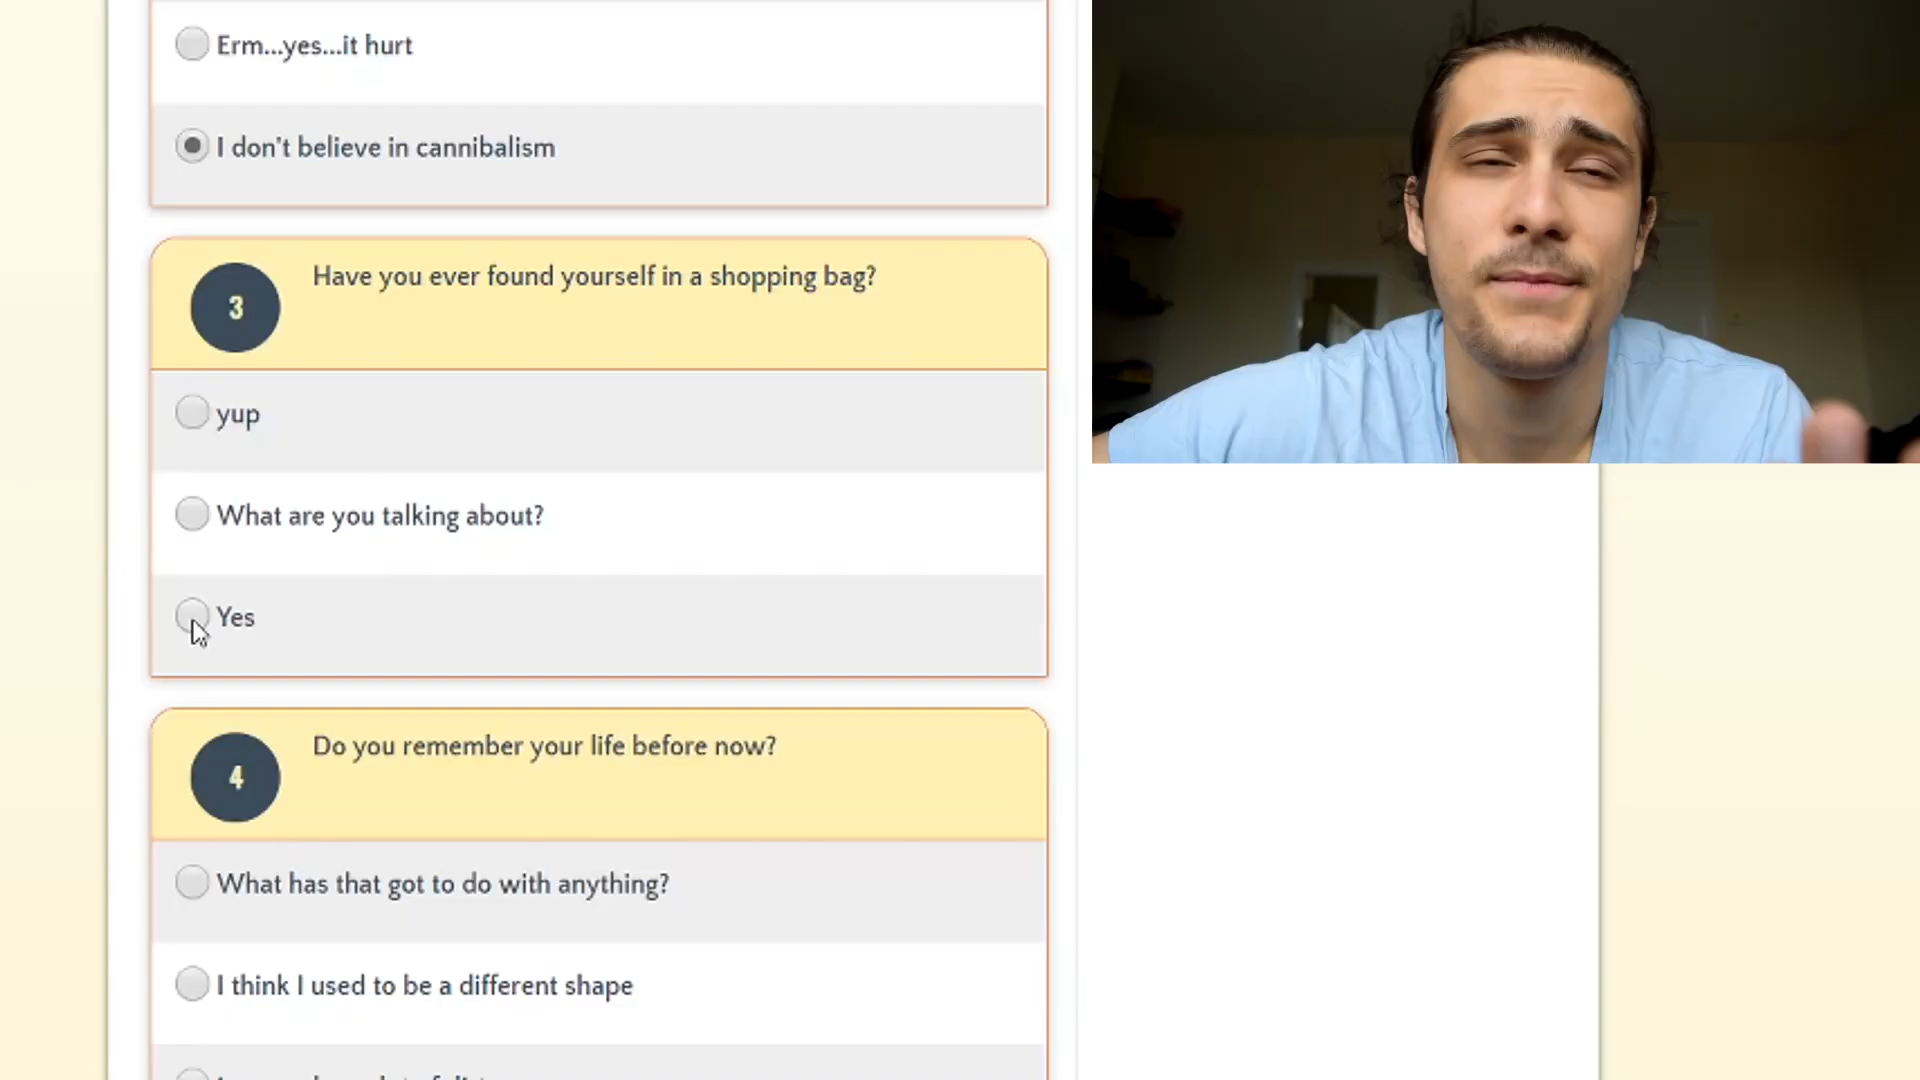 Erm...yes...it hurt
I don't believe in cannibalism
3
Have you ever found yourself in a shopping bag?
yup
What are you talking about?
Yes
4
Do you remember your life before now?
What has that got to do with anything?
I think I used to be a different shape